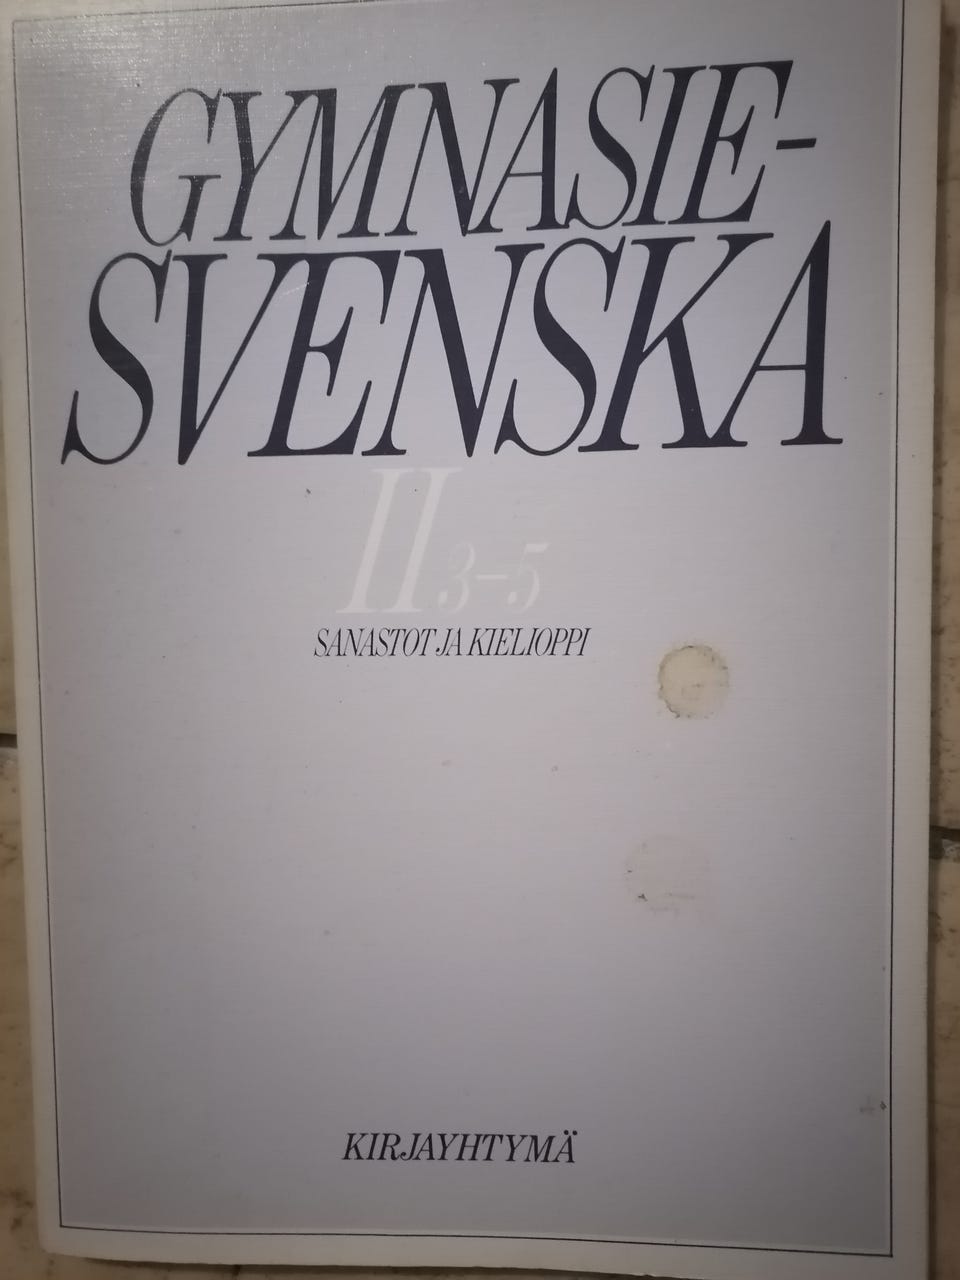 GYMNASIE-
SVENSKA
II 3-5
SANASTOT JA KIELIOPPI
KIRJAYHTYMÄ